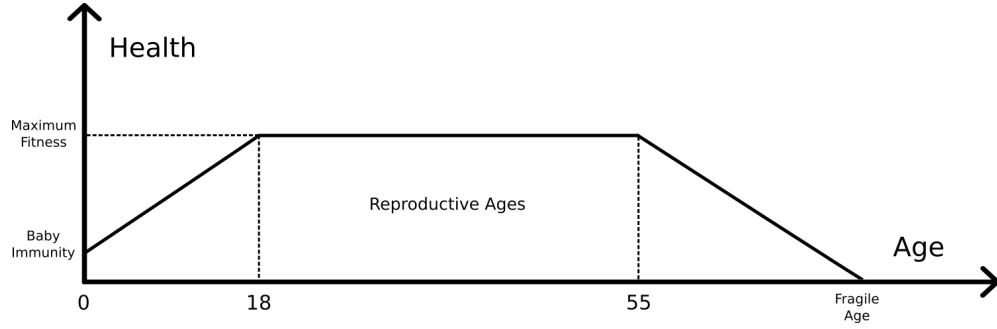 Health
Maximum
Fitness
Reproductive Ages
Baby
Immunity
Age
0
18
55
Fragile
Age